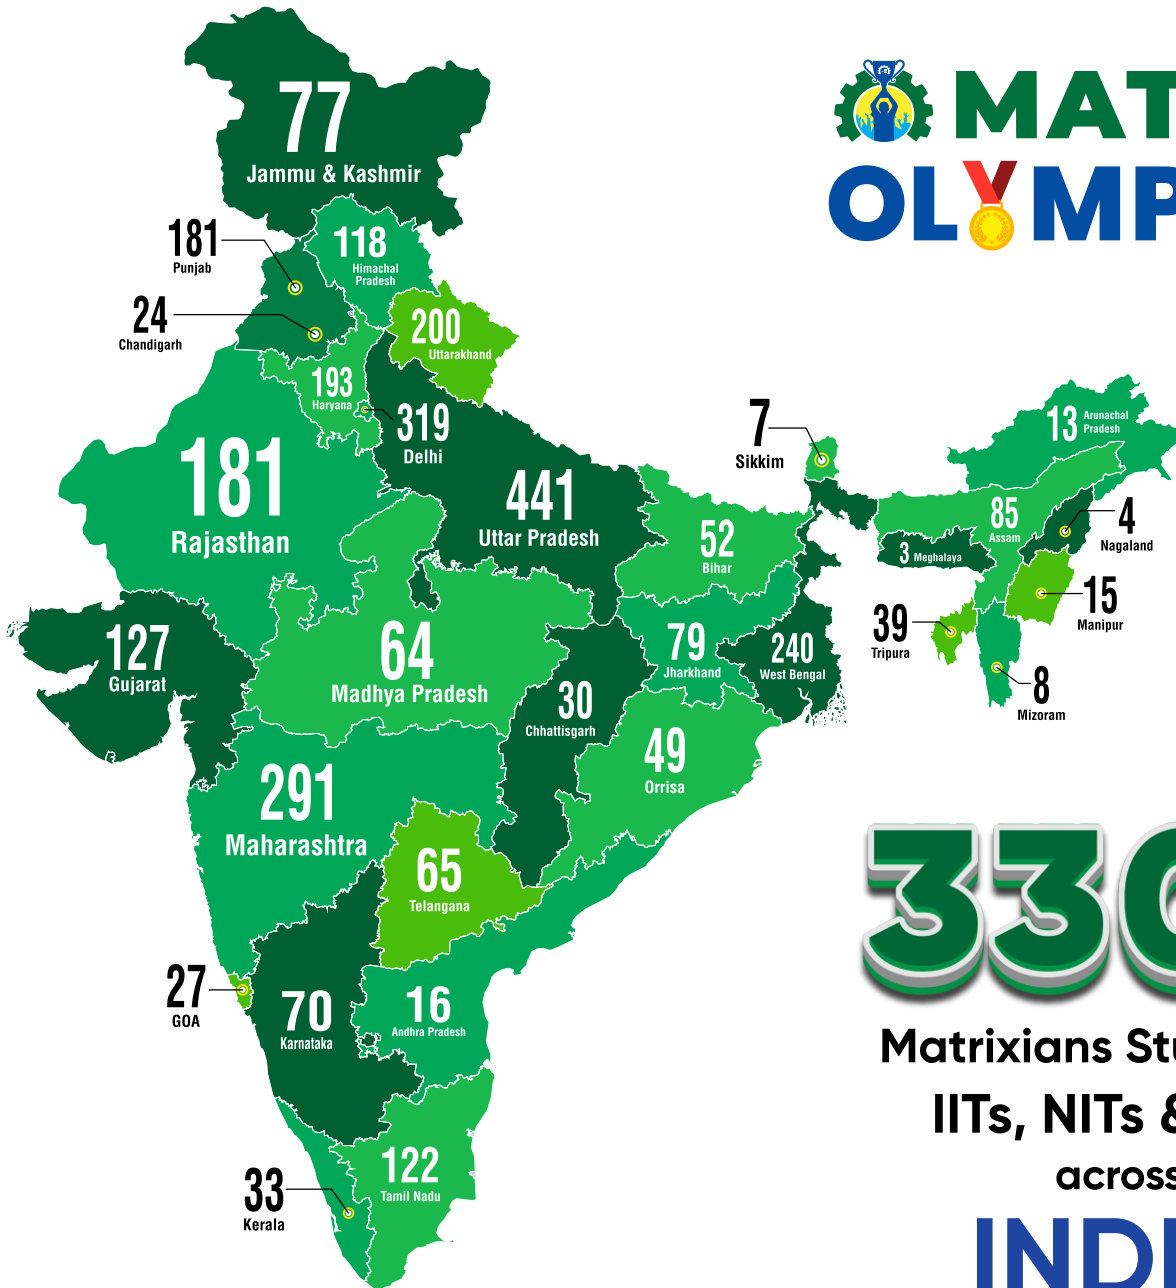 MAT
OLYMP
77
Jammu & Kashmir
181
Punjab
118
Himachal
Pradesh
24
Chandigarh
200
Uttarakhand
193
Haryana
319
Delhi
181
Rajasthan
441
Uttar Pradesh
7
Sikkim
13 Arunachal
Pradesh
52
Bihar
85
Assam
4
Nagaland
3 Meghalaya
15
Manipur
39
Tripura
8
Mizoram
127
Gujarat
64
Madhya Pradesh
79
Jharkhand
240
West Bengal
30
Chhattisgarh
49
Orrisa
291
Maharashtra
65
Telangana
27
GOA
70
Karnataka
16
Andhra Pradesh
122
Tamil Nadu
33
Kerala
33
Matrixians Stu
IITs, NITs &
across
INDI